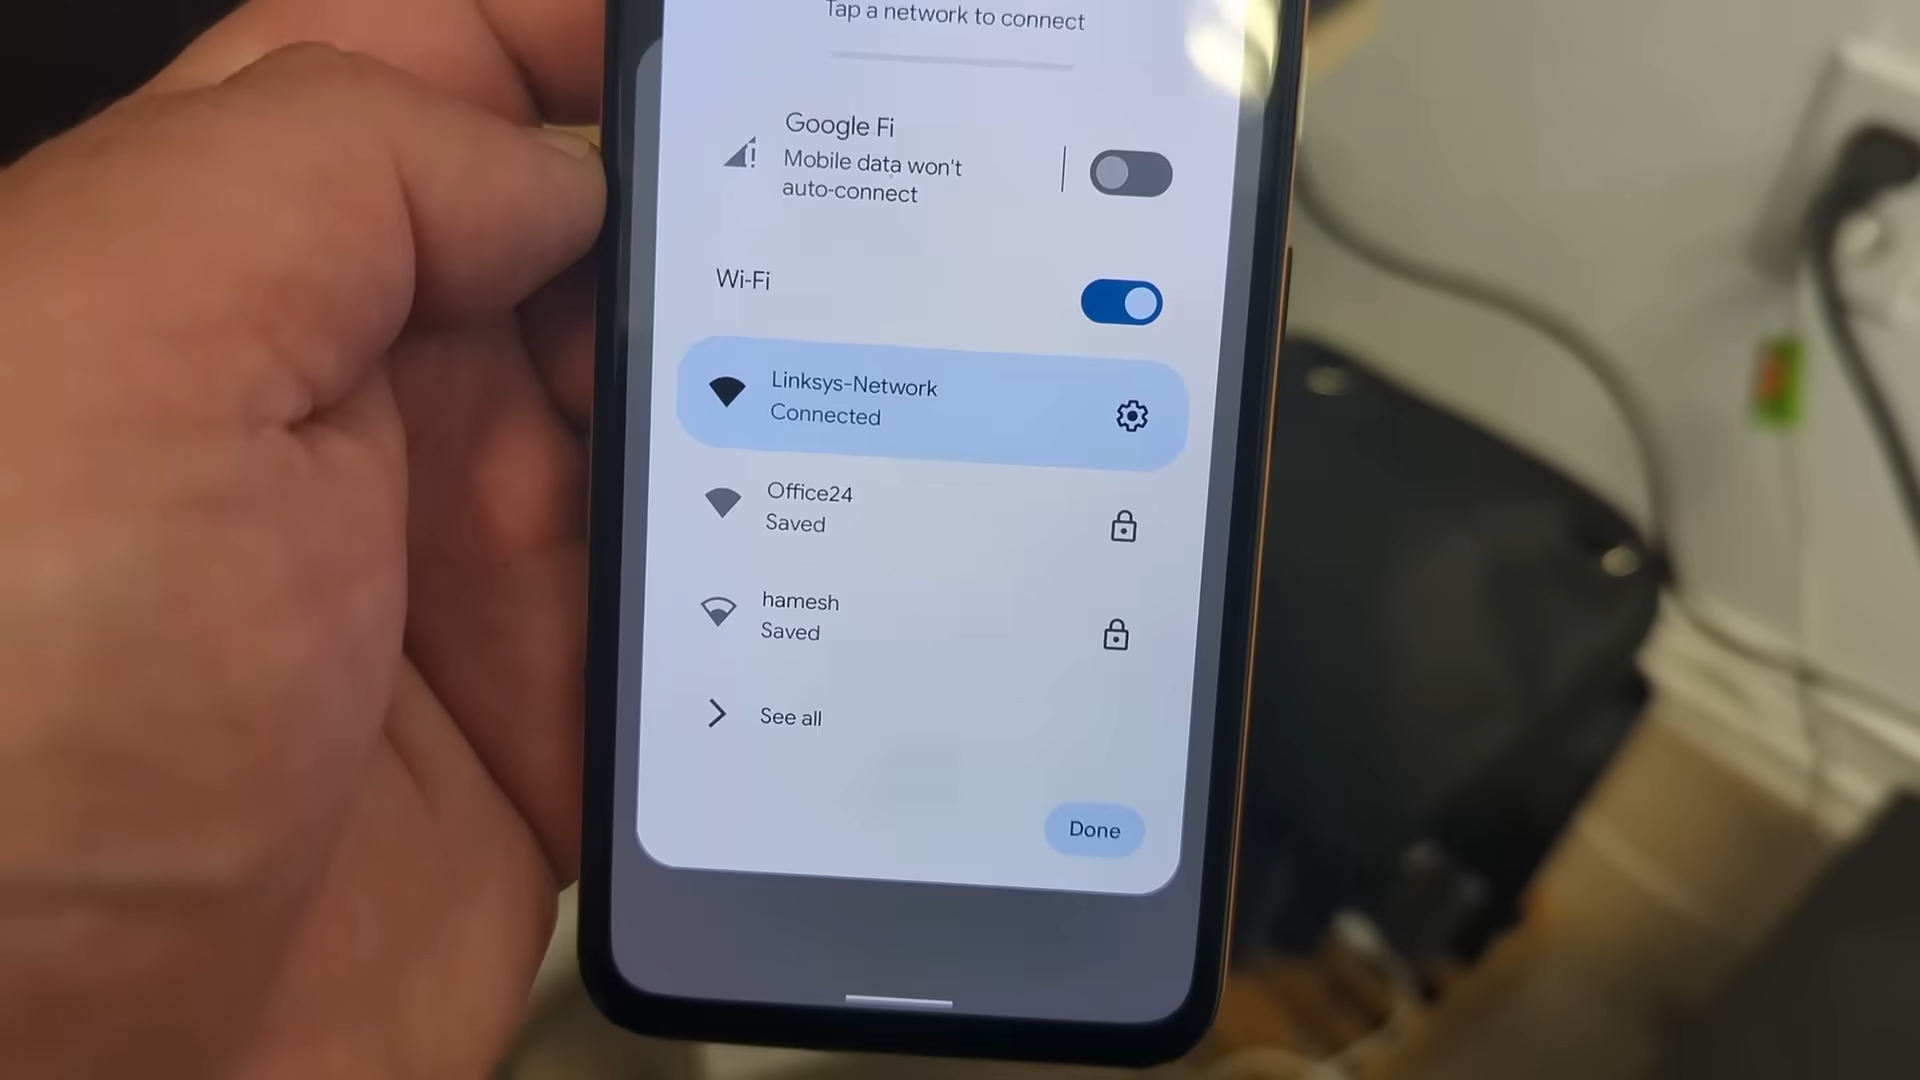 Tap a network to connect
Google Fi
Mobile data won't
auto-connect
Wi-Fi
Linksys-Network
Connected
Office24
Saved
hamesh
Saved
See all
Done